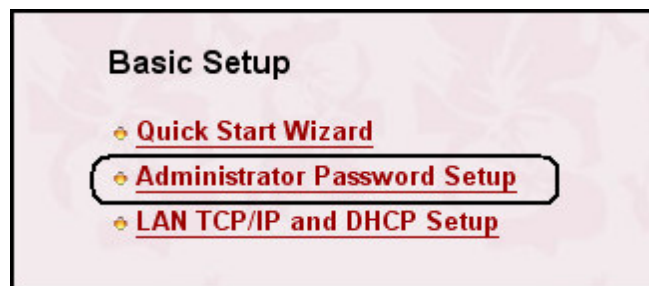 Basic Setup
Quick Start Wizard
Administrator Password Setup
LAN TCP/IP and DHCP Setup